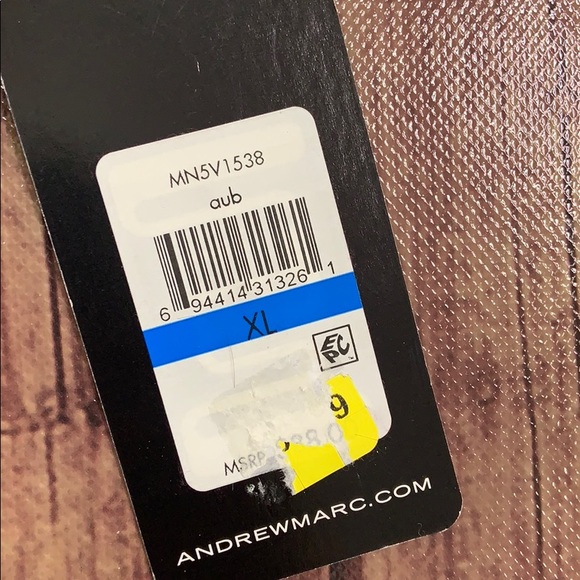 MN5V1538
aub
6 94414 31326 1
XL
EPC
9
MSRP
ANDREWMARC.COM